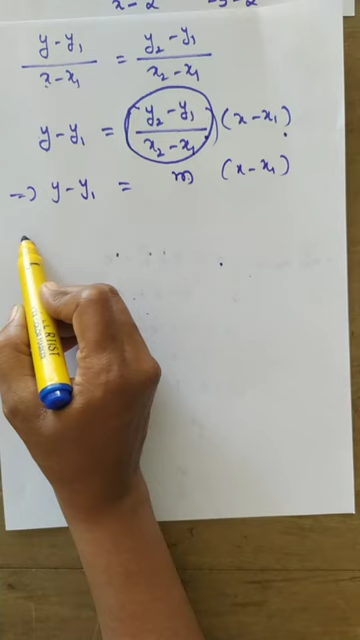 (y - y₁)/(x - x₁) = (y₂ - y₁)/(x₂ - x₁)
y - y₁ = (y₂ - y₁)/(x₂ - x₁) (x - x₁)
=> y - y₁ = m (x - x₁)